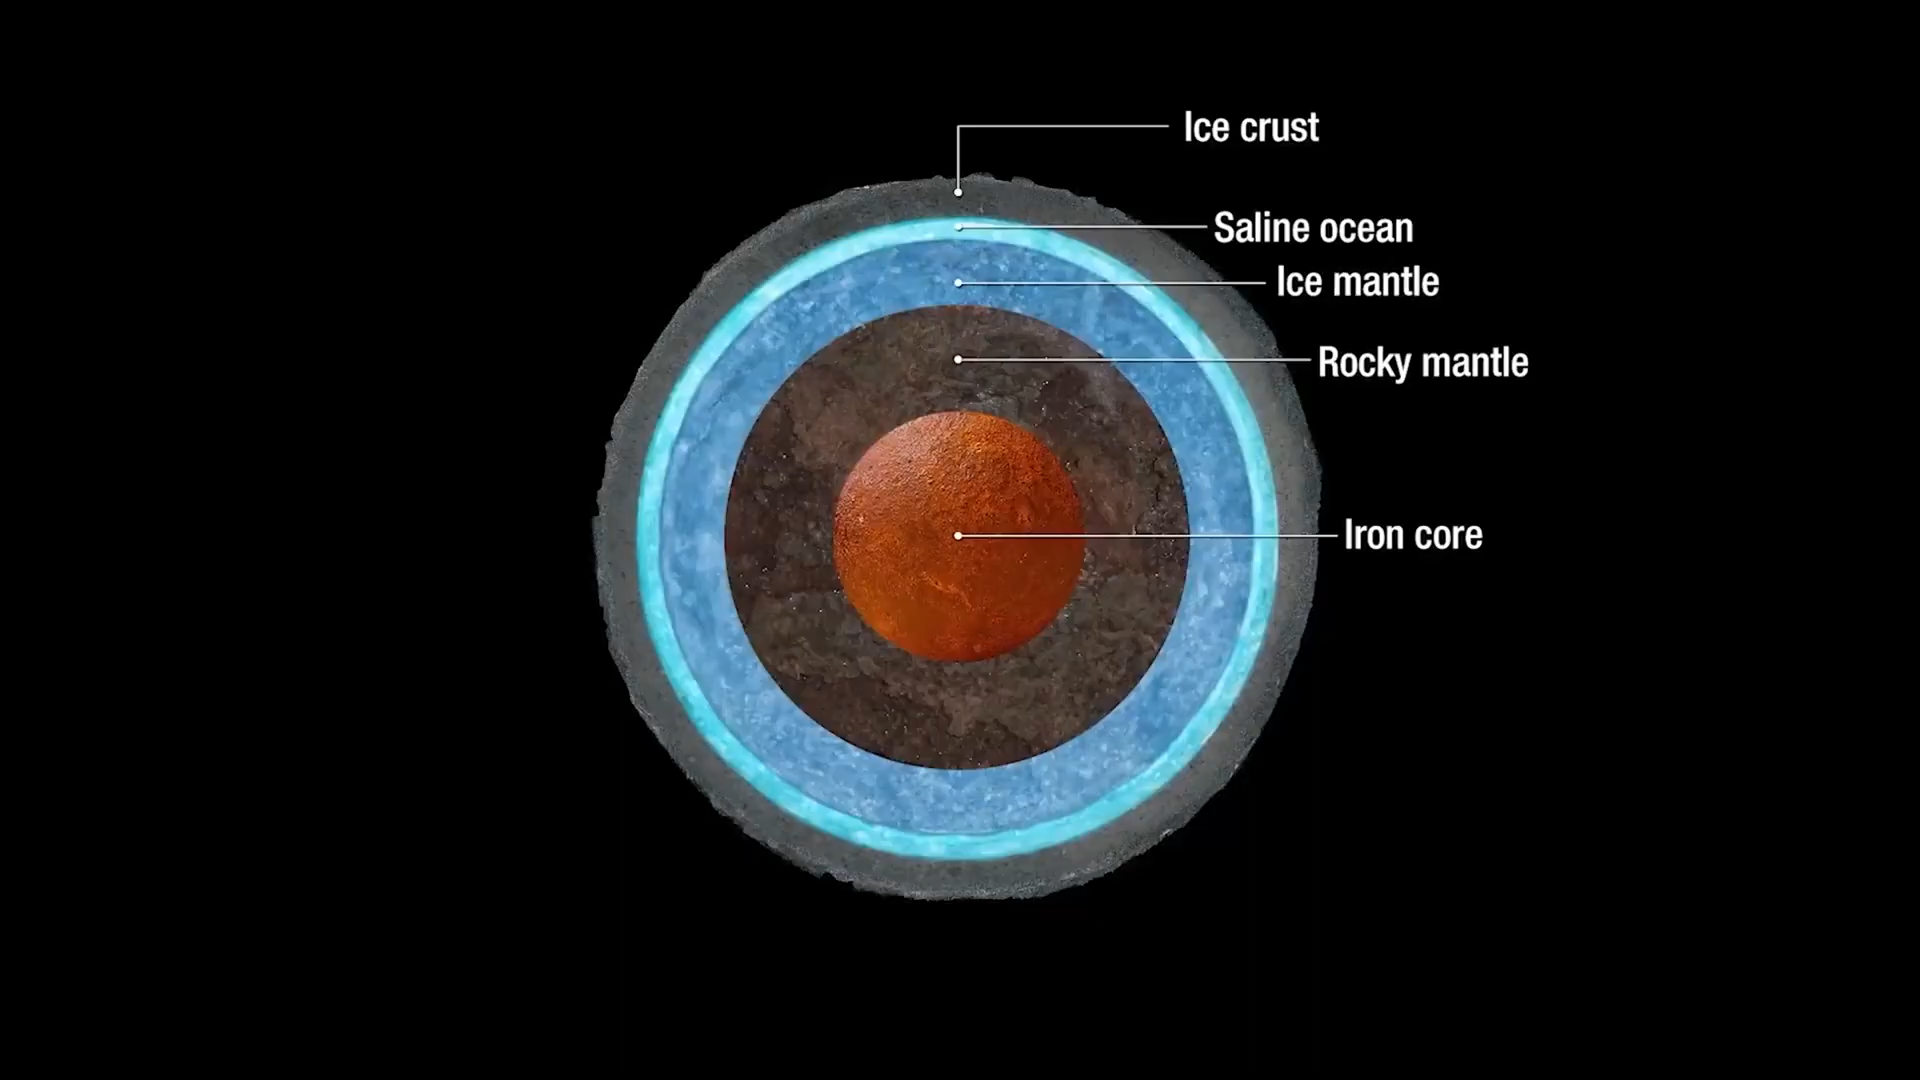 Ice crust
Saline ocean
Ice mantle
Rocky mantle
Iron core